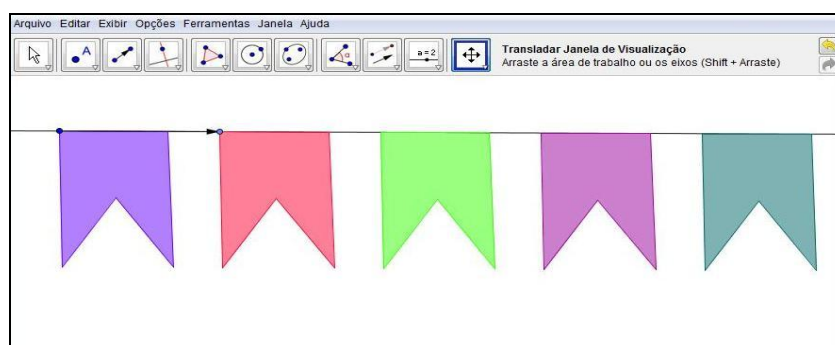 Arquivo Editar Exibir Opções Ferramentas Janela Ajuda
A
α
a=2
Transladar Janela de Visualização
Arraste a área de trabalho ou os eixos (Shift + Arraste)